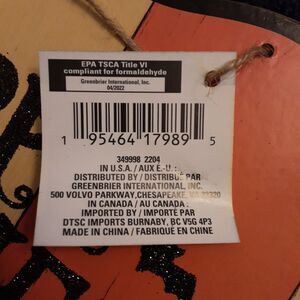 EPA TSCA Title VI
compliant for formaldehyde
Greenbrier International, Inc.
04/2022
1 95464 17989 5
349998 2204
IN U.S.A. / AUX É.-U. :
DISTRIBUTED BY / DISTRIBUÉ PAR
GREENBRIER INTERNATIONAL, INC.
500 VOLVO PARKWAY, CHESAPEAKE, VA 23320
IN CANADA / AU CANADA :
IMPORTED BY / IMPORTÉ PAR
DTSC IMPORTS BURNABY, BC V5G 4P3
MADE IN CHINA / FABRIQUÉ EN CHINE